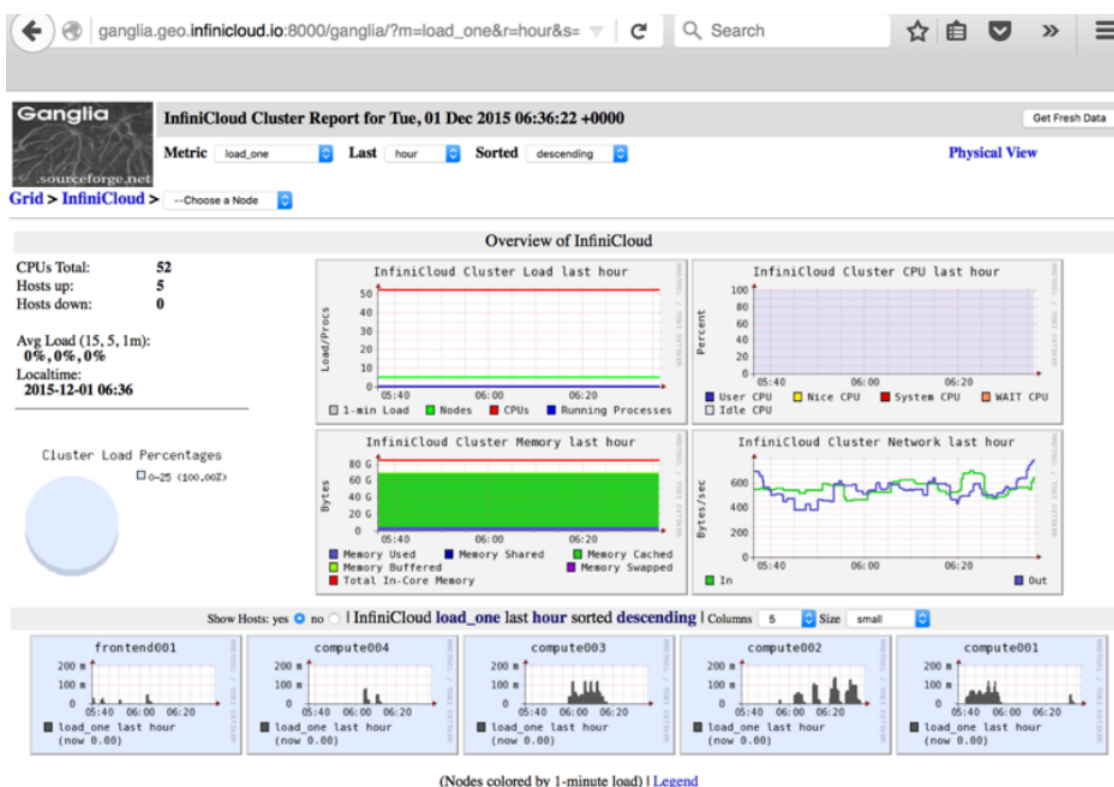 ganglia.geo.infinicloud.io:8000/ganglia/?m=load_one&r=hour&s=
Search
Ganglia
.sourceforge.net
InfiniCloud Cluster Report for Tue, 01 Dec 2015 06:36:22 +0000
Get Fresh Data
Metric load_one Last hour Sorted descending
Physical View
Grid > InfiniCloud > --Choose a Node
Overview of InfiniCloud
CPUs Total: 52
Hosts up: 5
Hosts down: 0
Avg Load (15, 5, 1m):
0%, 0%, 0%
Localtime:
2015-12-01 06:36
Cluster Load Percentages
0-25 (100.00%)
InfiniCloud Cluster Load last hour
Load/Procs
50
40
30
20
10
0
05:40 06:00 06:20
1-min Load Nodes CPUs Running Processes
InfiniCloud Cluster CPU last hour
Percent
100
80
60
40
20
0
05:40 06:00 06:20
User CPU Nice CPU System CPU WAIT CPU
Idle CPU
InfiniCloud Cluster Memory last hour
Bytes
80 G
60 G
40 G
20 G
0
05:40 06:00 06:20
Memory Used Memory Shared Memory Cached
Memory Buffered Memory Swapped
Total In-Core Memory
InfiniCloud Cluster Network last hour
Bytes/sec
600
400
200
0
05:40 06:00 06:20
In Out
Show Hosts: yes no | InfiniCloud load_one last hour sorted descending | Columns 5 Size small
frontend001
200 m
100 m
0
05:40 06:00 06:20
load_one last hour
(now 0.00)
compute004
200 m
100 m
0
05:40 06:00 06:20
load_one last hour
(now 0.00)
compute003
200 m
100 m
0
05:40 06:00 06:20
load_one last hour
(now 0.00)
compute002
200 m
100 m
0
05:40 06:00 06:20
load_one last hour
(now 0.00)
compute001
200 m
100 m
0
05:40 06:00 06:20
load_one last hour
(now 0.00)
(Nodes colored by 1-minute load) | Legend